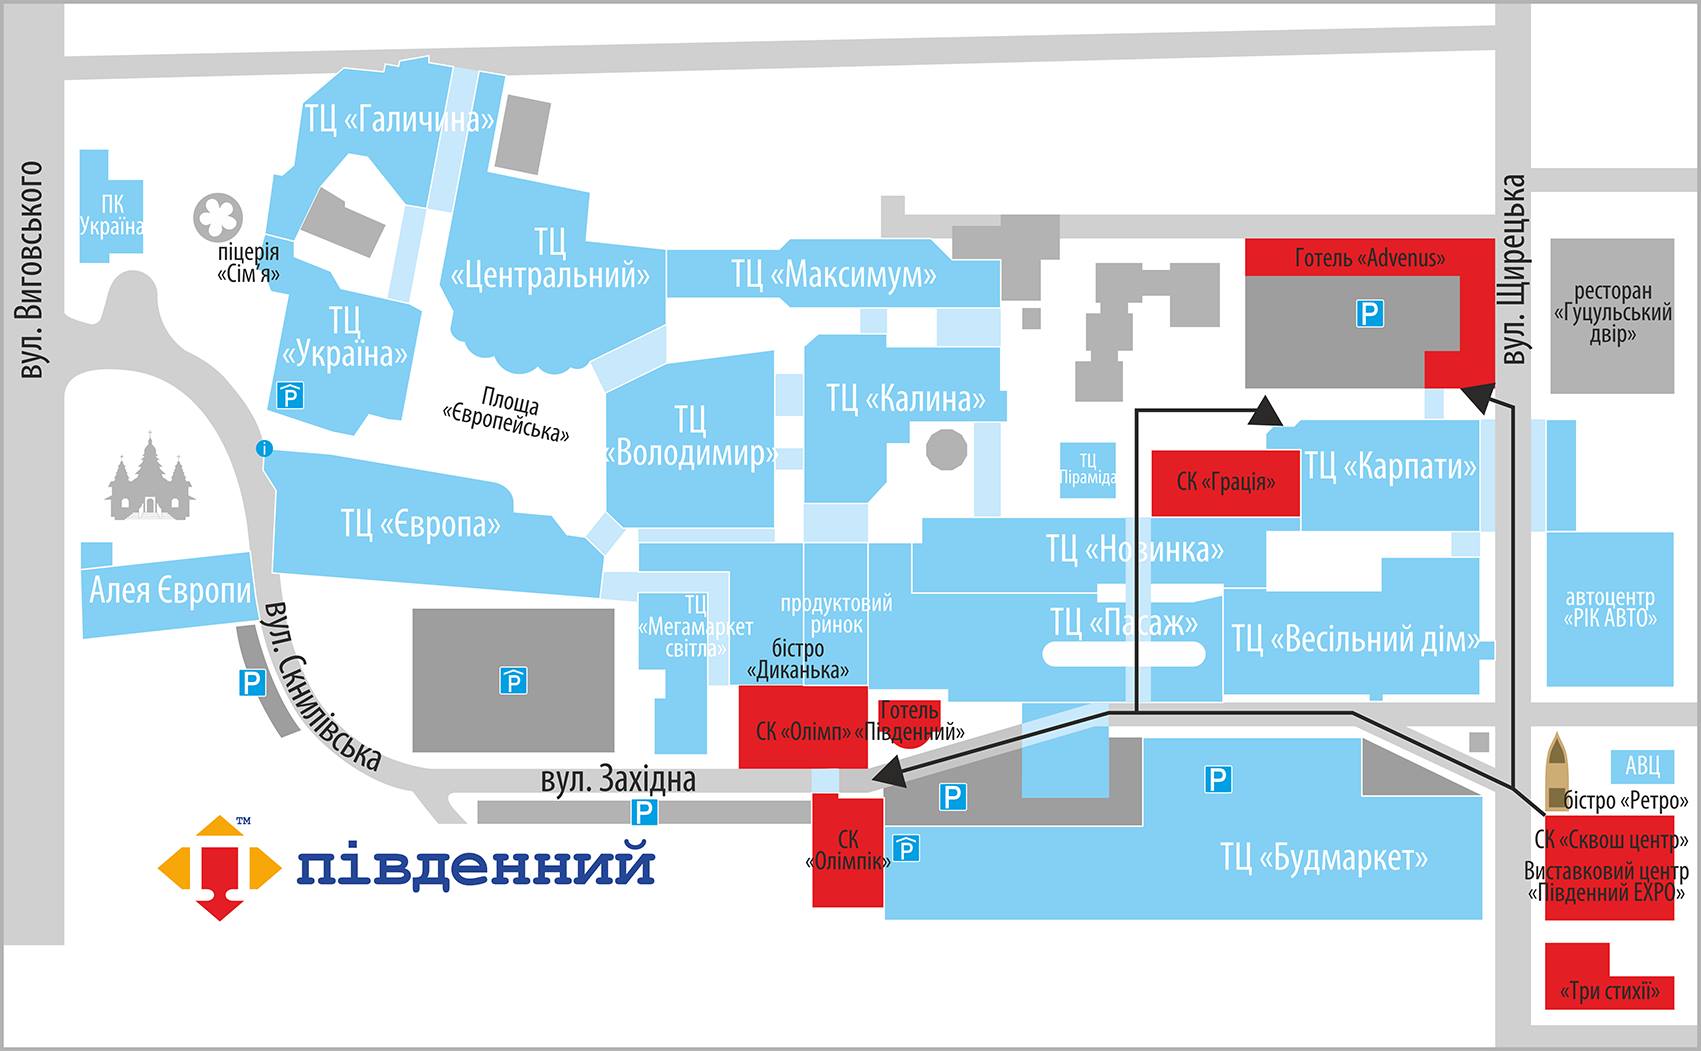 ТЦ «Галичина»
вул. Виговського
ПК
Україна
піцерія
«Сім'я»
ТЦ
«Центральний»
ТЦ «Максимум»
Готель «Advenus»
P
вул. Щирецька
ресторан
«Гуцульський
двір»
ТЦ
«Україна»
P
Площа
«Європейська»
ТЦ
«Володимир»
ТЦ «Калина»
ТЦ
Піраміда
СК «Грація»
ТЦ «Карпати»
i
ТЦ «Європа»
ТЦ «Новинка»
Алея Європи
ТЦ
«Мегамаркет
світла»
продуктовий
ринок
бістро
«Диканька»
ТЦ «Пасаж»
ТЦ «Весільний дім»
автоцентр
«РІК АВТО»
P
вул. Скнилівська
P
СК «Олімп»
Готель
«Південний»
вул. Західна
P
P
P
АВЦ
бістро «Ретро»
СК
«Олімпік»
P
ТЦ «Будмаркет»
СК «Сквош центр»
Виставковий центр
«Південний EXPO»
«Три стихії»
TM
південний